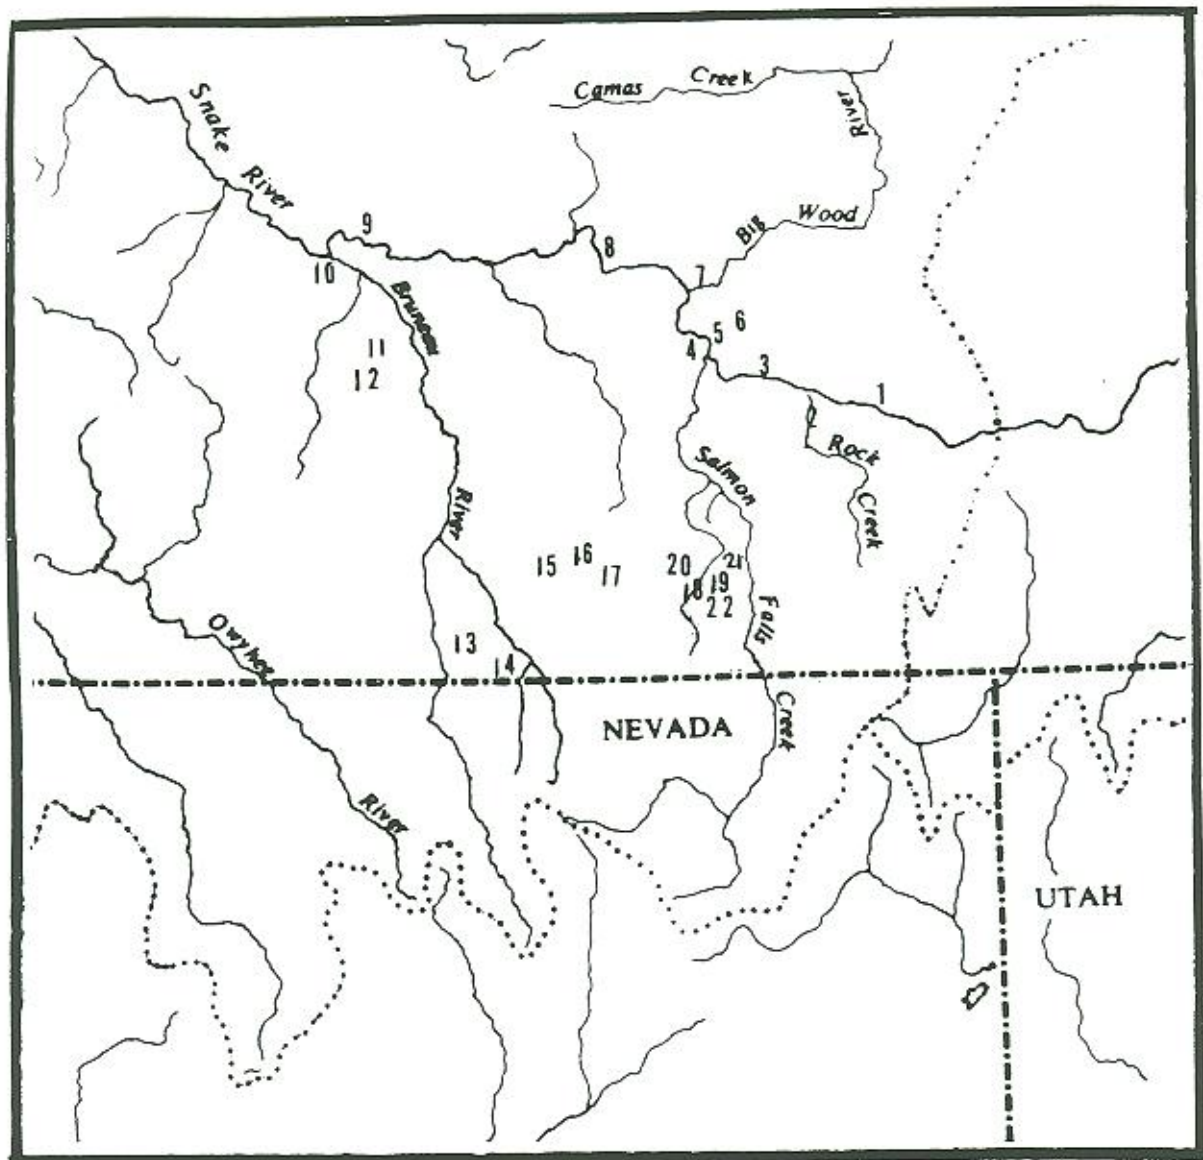 Camas Creek
Snake River
River
Big Wood
9
8
10
7
Bruneau
6
5
11
4
3
12
1
2
Rock
Creek
Salmon
River
16
15
17
20
21
18
19
22
Falls
Owyhee
13
14
NEVADA
Creek
River
UTAH